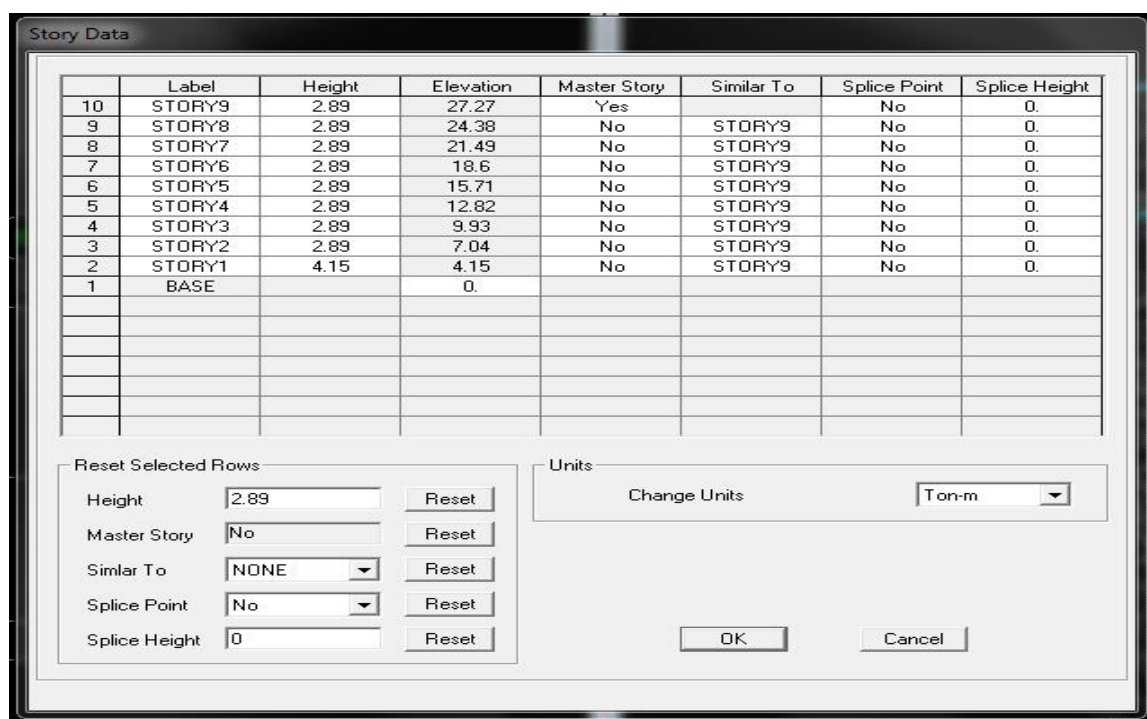 Story Data
Label Height Elevation Master Story Similar To Splice Point Splice Height
10 STORY9 2.89 27.27 Yes No 0.
9 STORY8 2.89 24.38 No STORY9 No 0.
8 STORY7 2.89 21.49 No STORY9 No 0.
7 STORY6 2.89 18.6 No STORY9 No 0.
6 STORY5 2.89 15.71 No STORY9 No 0.
5 STORY4 2.89 12.82 No STORY9 No 0.
4 STORY3 2.89 9.93 No STORY9 No 0.
3 STORY2 2.89 7.04 No STORY9 No 0.
2 STORY1 4.15 4.15 No STORY9 No 0.
1 BASE 0.
Reset Selected Rows
Height 2.89 Reset
Master Story No Reset
Simlar To NONE Reset
Splice Point No Reset
Splice Height 0 Reset
Units
Change Units Ton-m
OK Cancel